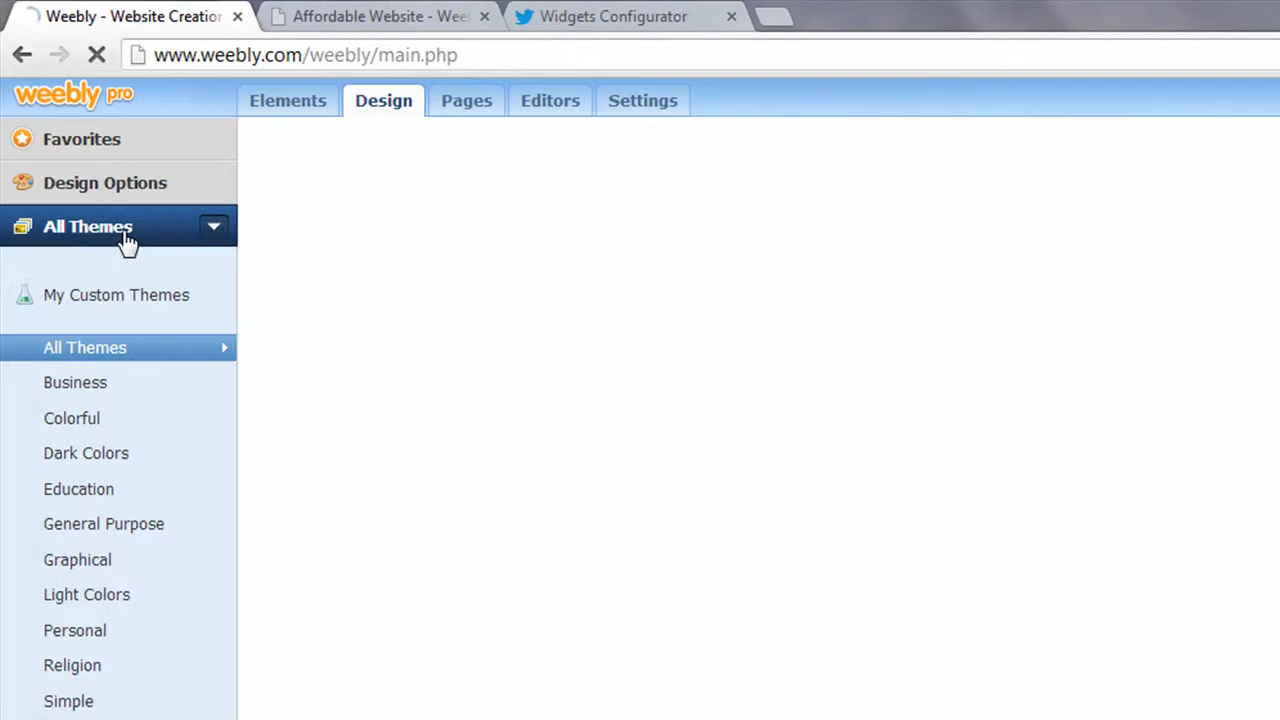 Weebly - Website Creation
Affordable Website - Wee
Widgets Configurator
www.weebly.com/weebly/main.php
weebly pro
Elements
Design
Pages
Editors
Settings
Favorites
Design Options
All Themes
My Custom Themes
All Themes
Business
Colorful
Dark Colors
Education
General Purpose
Graphical
Light Colors
Personal
Religion
Simple